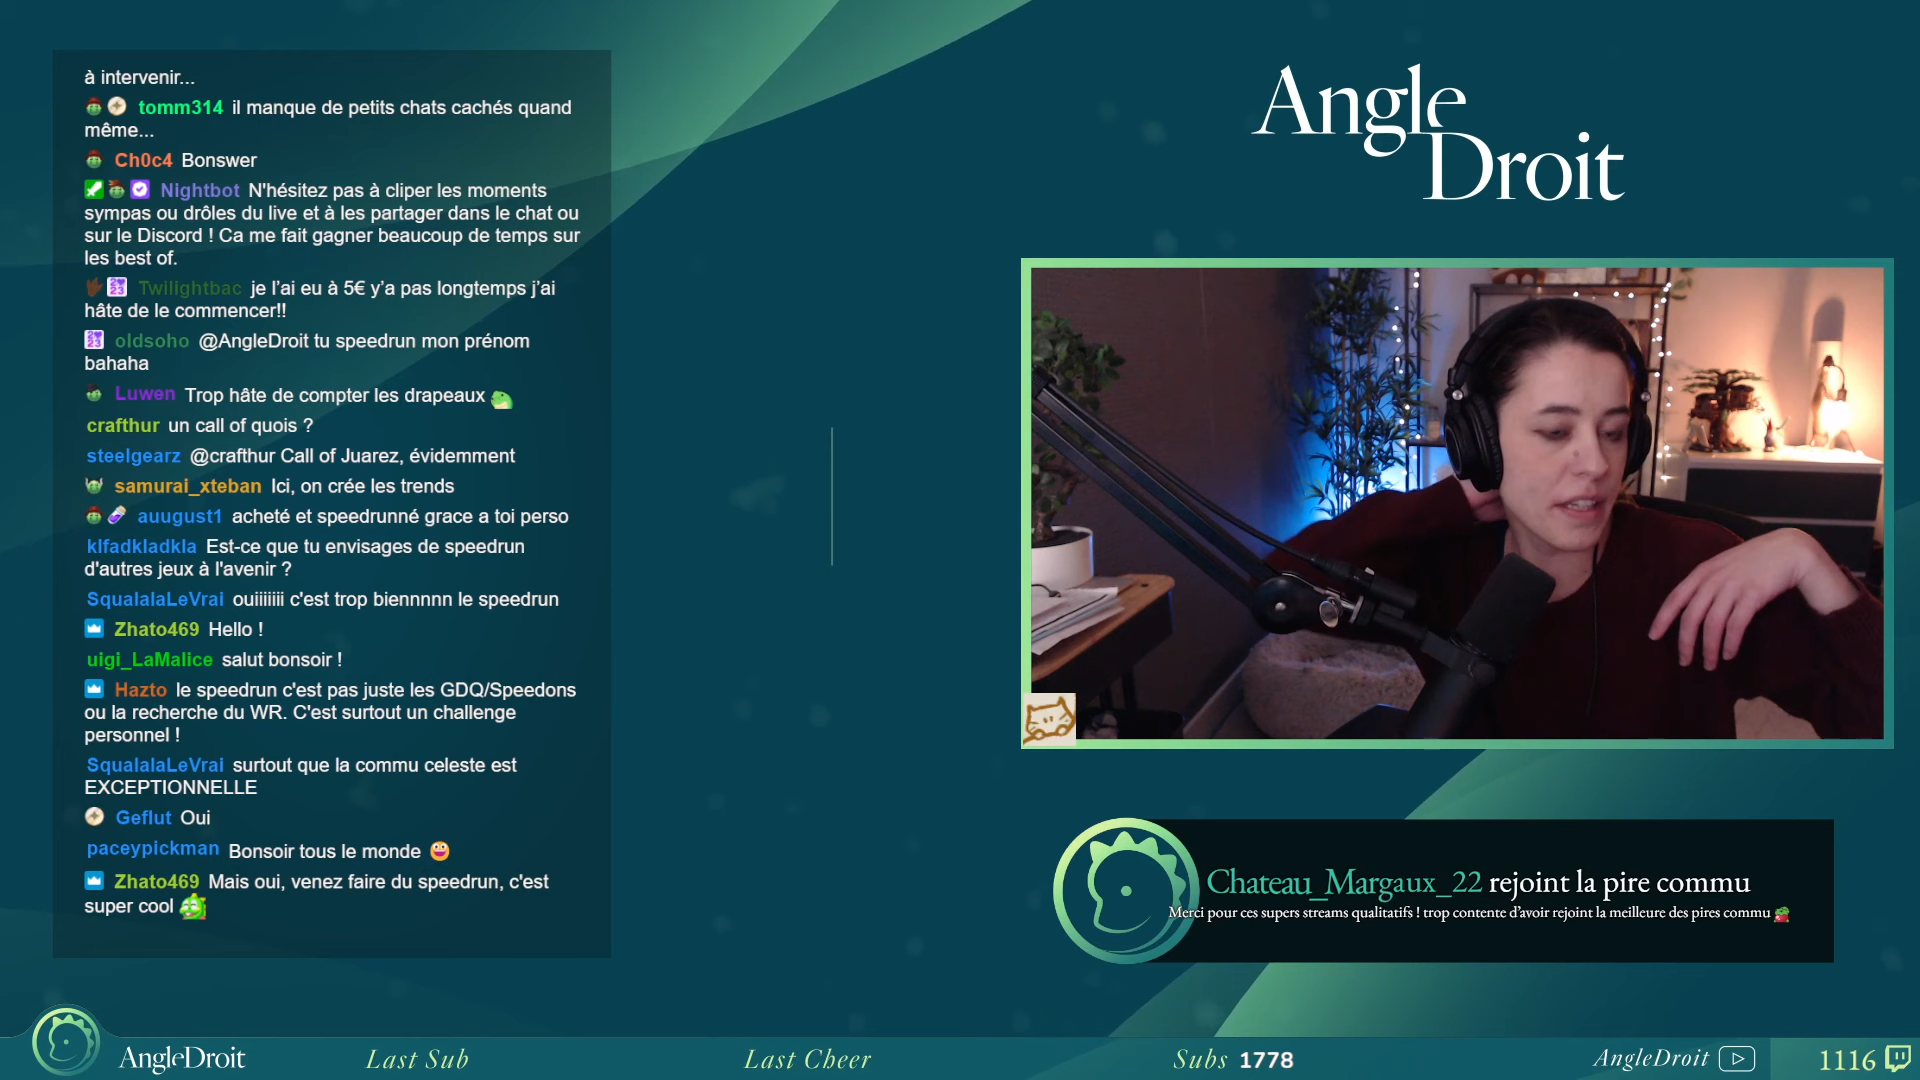 à intervenir...
tomm314 il manque de petits chats cachés quand
même...
Ch0c4 Bonswer
Nightbot N'hésitez pas à cliper les moments
sympas ou drôles du live et à les partager dans le chat ou
sur le Discord ! Ca me fait gagner beaucoup de temps sur
les best of.
Twilightbac je l’ai eu à 5€ y’a pas longtemps j’ai
hâte de le commencer!!
oldsoho @AngleDroit tu speedrun mon prénom
bahaha
Luwen Trop hâte de compter les drapeaux
crafthur un call of quois ?
steelgearz @crafthur Call of Juarez, évidemment
samurai_xteban Ici, on crée les trends
auugust1 acheté et speedrunné grace a toi perso
klfadkladkla Est-ce que tu envisages de speedrun
d'autres jeux à l'avenir ?
SqualalaLeVrai ouiiiiiii c'est trop biennnnn le speedrun
Zhato469 Hello !
uigi_LaMalice salut bonsoir !
Hazto le speedrun c'est pas juste les GDQ/Speedons
ou la recherche du WR. C'est surtout un challenge
personnel !
SqualalaLeVrai surtout que la commu celeste est
EXCEPTIONNELLE
Geflut Oui
paceypickman Bonsoir tous le monde
Zhato469 Mais oui, venez faire du speedrun, c'est
super cool
Angle
Droit
Chateau_Margaux_22 rejoint la pire commu
Merci pour ces supers streams qualitatifs ! trop contente d’avoir rejoint la meilleure des pires commu
AngleDroit
Last Sub
Last Cheer
Subs 1778
AngleDroit
1116